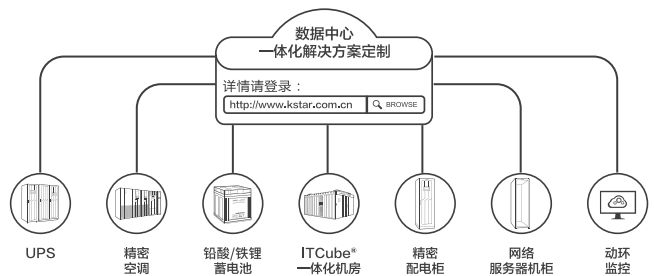 数据中心
一体化解决方案定制
详情请登录：
http://www.kstar.com.cn
BROWSE
UPS
精密
空调
铅酸/铁锂
蓄电池
ITCube®
一体化机房
精密
配电柜
网络
服务器机柜
动环
监控